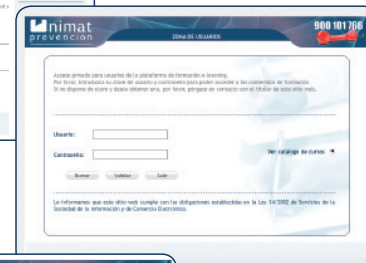 Unimat
prevención
ZONA DE USUARIOS
900 101 766
Acceso privado para usuarios de la plataforma de formación e-learning.
Por favor, introduzca su clave de usuario y contraseña para poder acceder a los contenidos de formación.
Si no dispone de clave y desea obtener una, por favor, póngase en contacto con el titular de este sitio web.
Usuario:
Contraseña:
Ver catálogo de cursos
Borrar Validar Salir
Le informamos que este sitio web cumple con las obligaciones establecidas en la Ley 34/2002 de Servicios de la
Sociedad de la Información y de Comercio Electrónico.